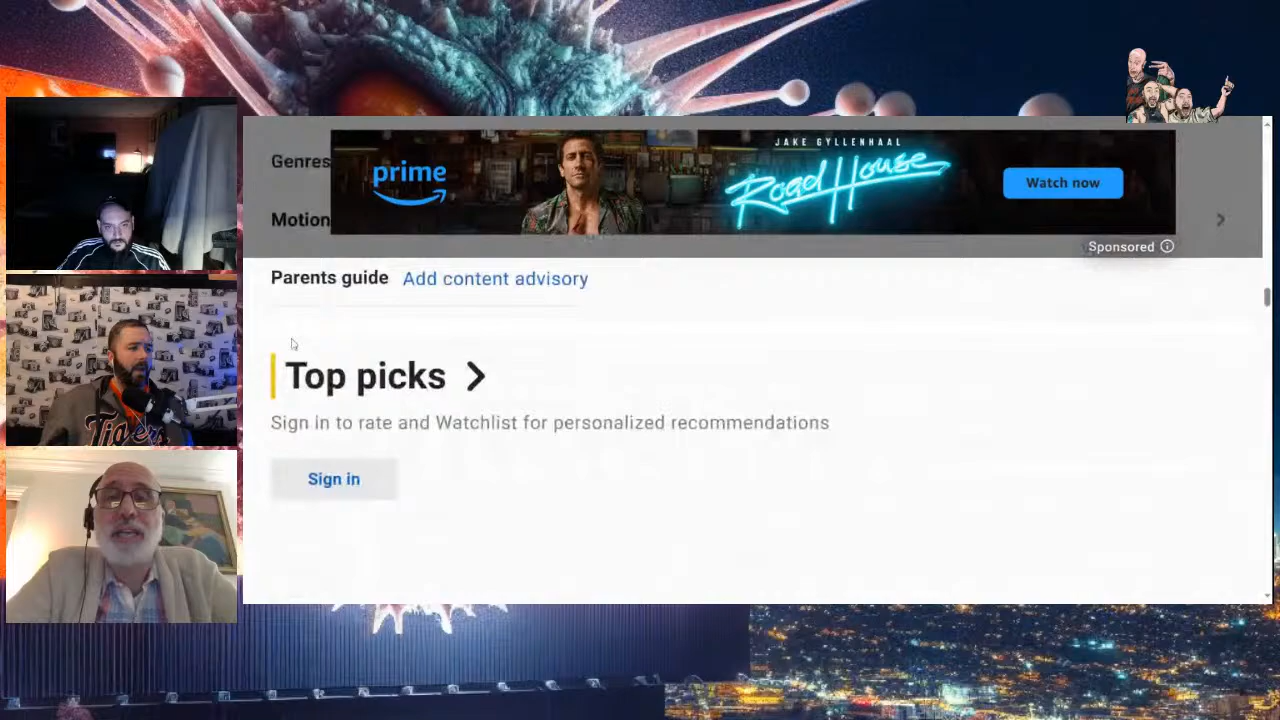 Genres
prime
JAKE GYLLENHAAL
Road House
Watch now
Motion
Sponsored
Parents guide Add content advisory
Top picks
Sign in to rate and Watchlist for personalized recommendations
Sign in
Tigers